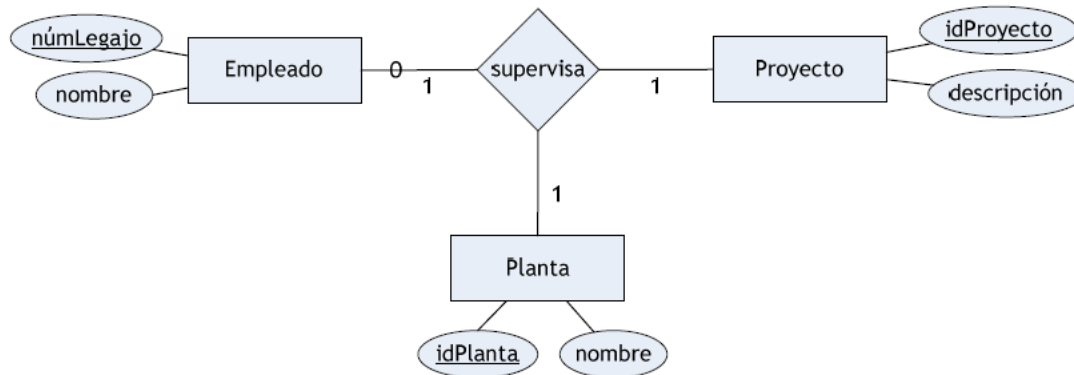 númLegajo
nombre
Empleado
0
1
supervisa
1
Proyecto
idProyecto
descripción
1
Planta
idPlanta
nombre